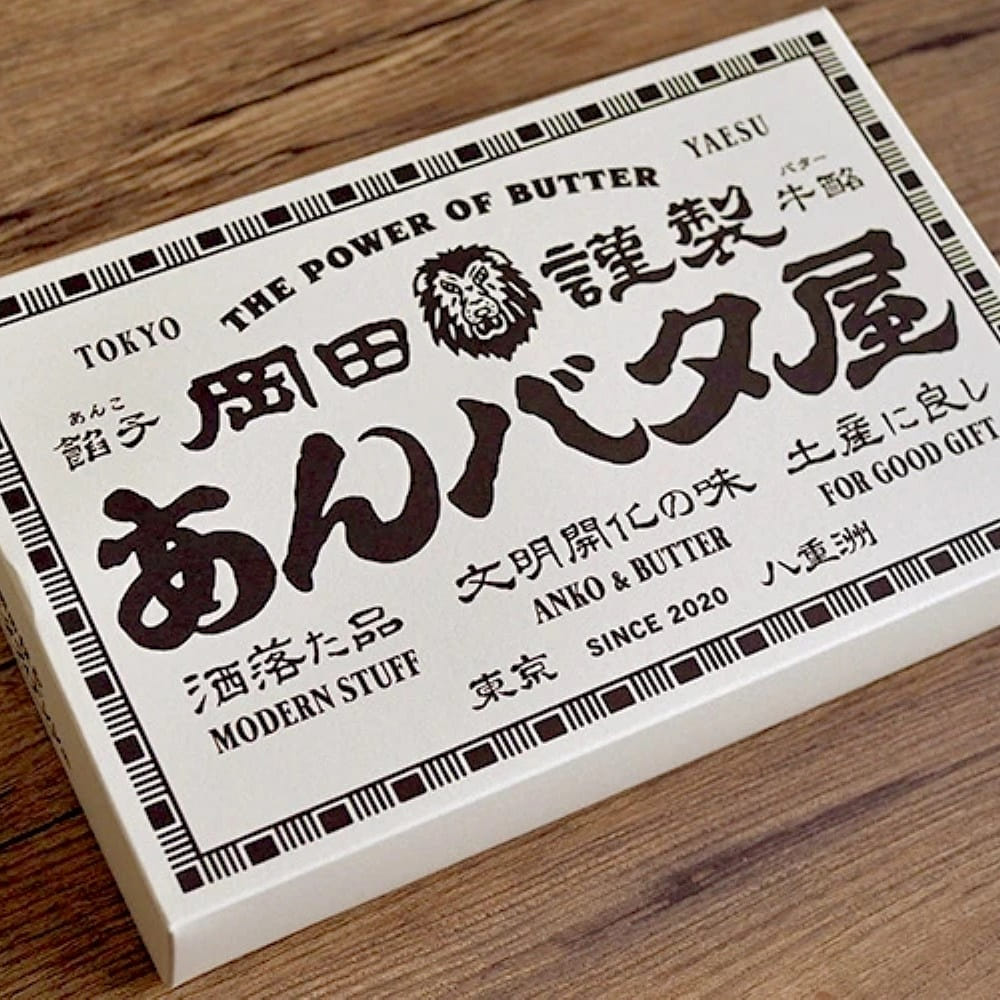 THE POWER OF BUTTER
TOKYO
YAESU
あんこ
餡子
岡田
謹製
バター
牛酪
あんバタ屋
洒落た品
MODERN STUFF
文明開化の味
ANKO & BUTTER
土産に良し
FOR GOOD GIFT
東京
SINCE 2020
八重洲